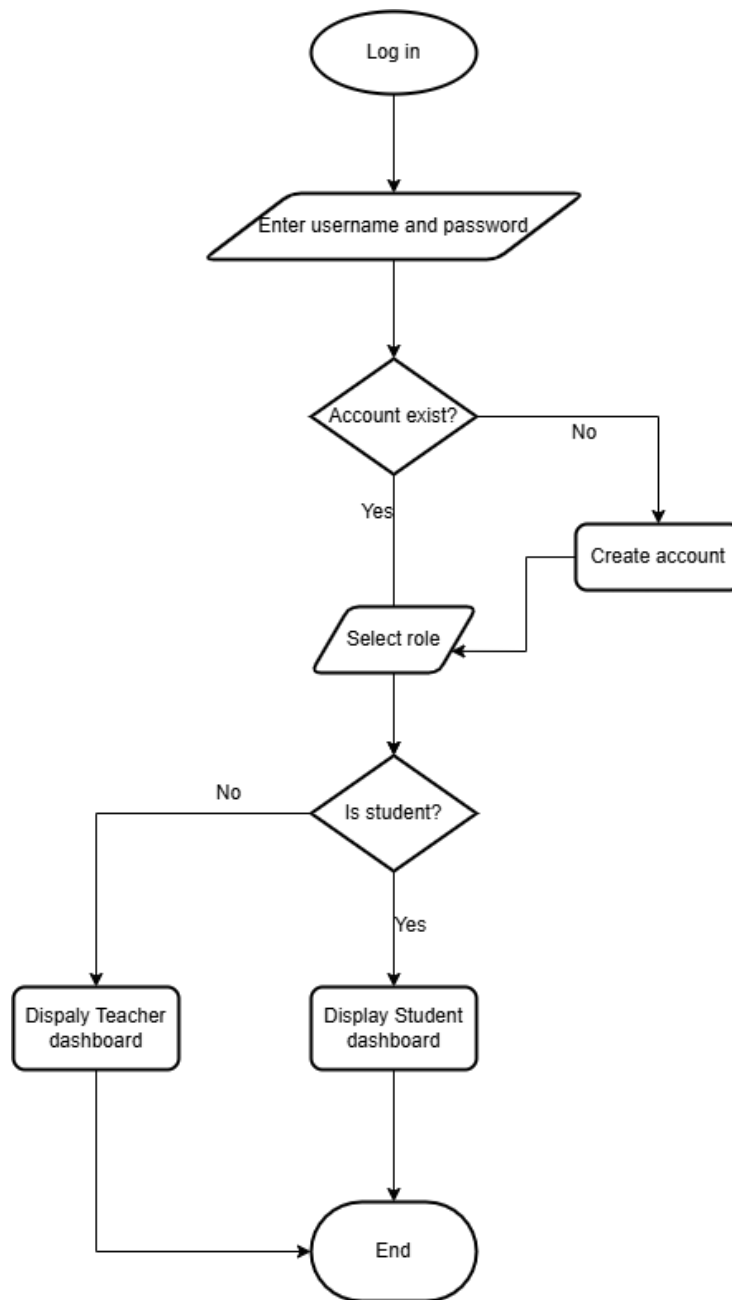 Log in
Enter username and password
Account exist?
No
Yes
Create account
Select role
No
Is student?
Yes
Dispaly Teacher
dashboard
Display Student
dashboard
End